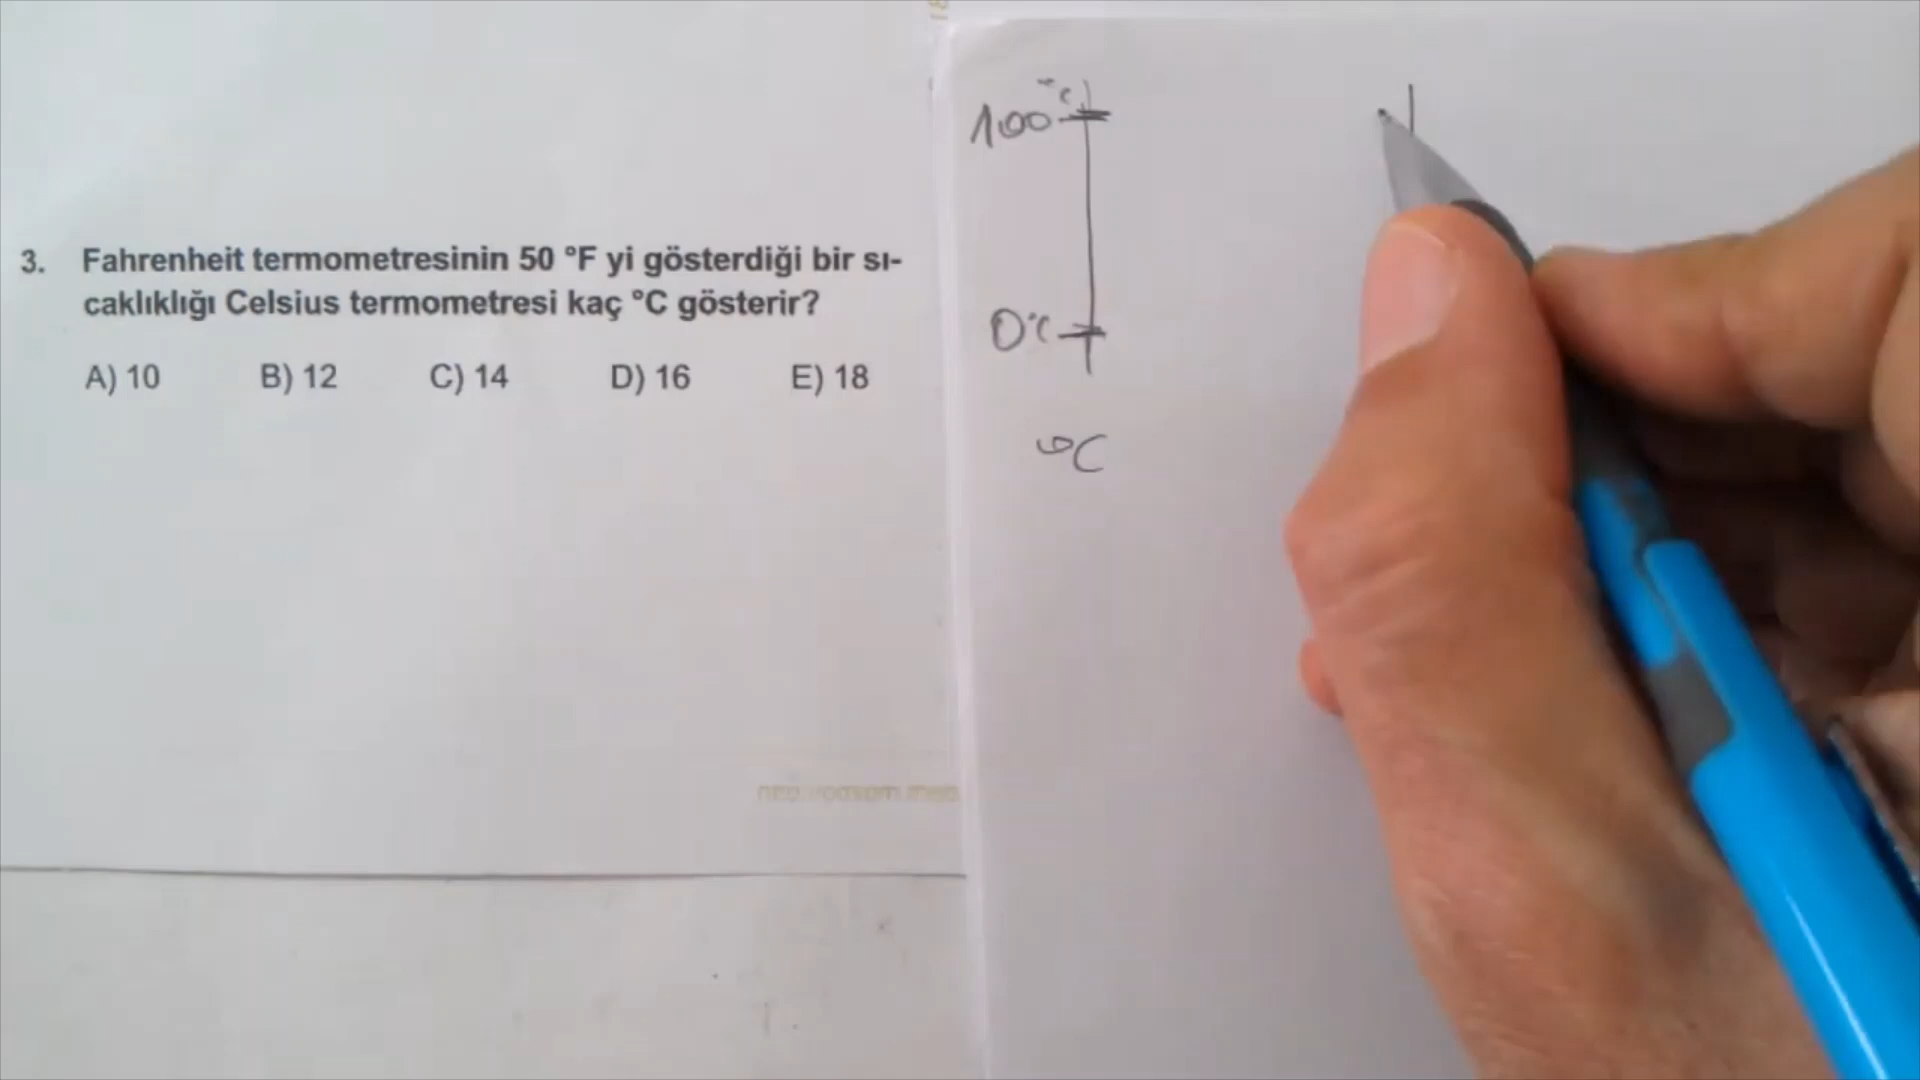 3. Fahrenheit termometresinin 50 °F yi gösterdiği bir sı-
caklıklığı Celsius termometresi kaç °C gösterir?
A) 10 B) 12 C) 14 D) 16 E) 18
100 °C
0 °C
°C